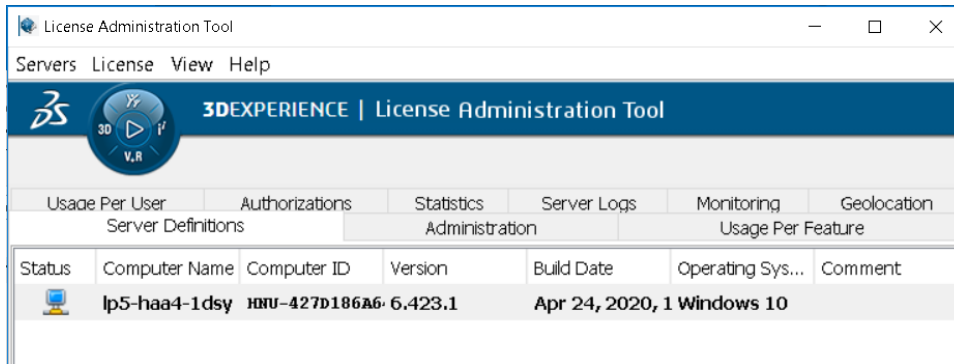 License Administration Tool
Servers License View Help
3DEXPERIENCE | License Administration Tool
3D V.R
Usage Per User Authorizations Statistics Server Logs Monitoring Geolocation
Server Definitions Administration Usage Per Feature
Status Computer Name Computer ID Version Build Date Operating Sys... Comment
lp5-haa4-1dsy HNU-427D186A6 6.423.1 Apr 24, 2020, 1 Windows 10